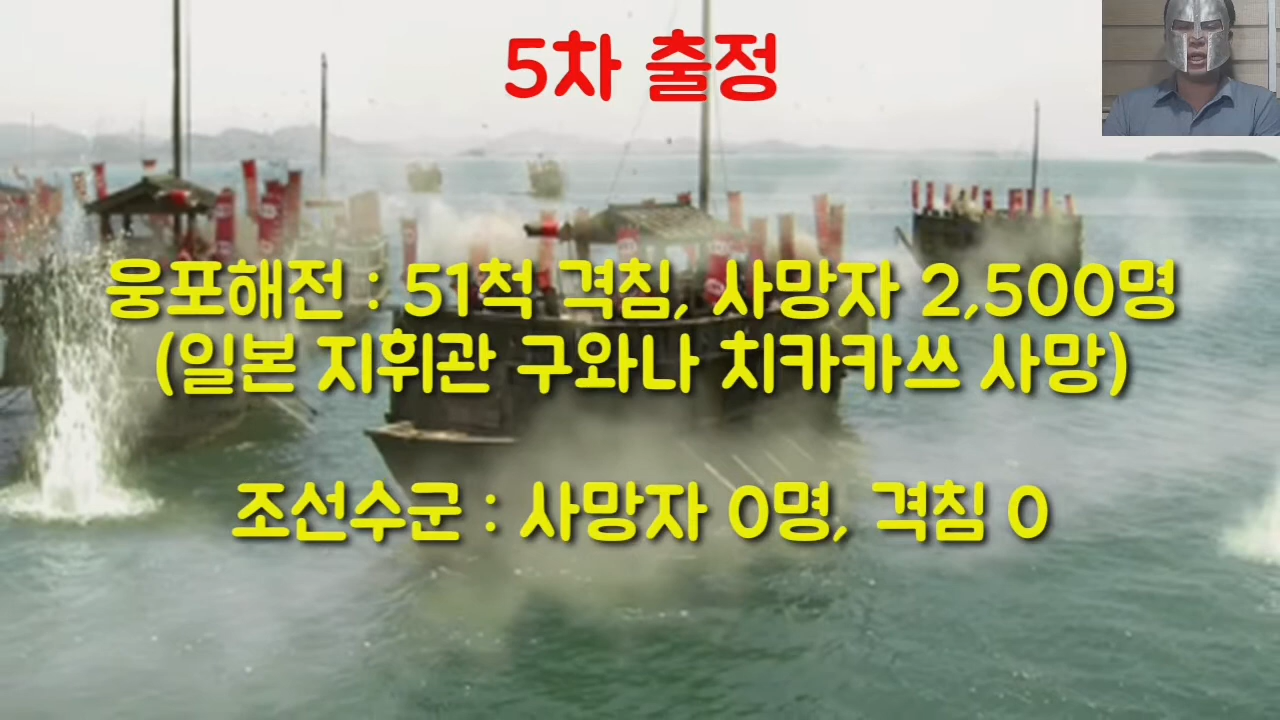 5차 출정
웅포해전 : 51척 격침, 사망자 2,500명
(일본 지휘관 구와나 치카카쓰 사망)
조선수군 : 사망자 0명, 격침 0